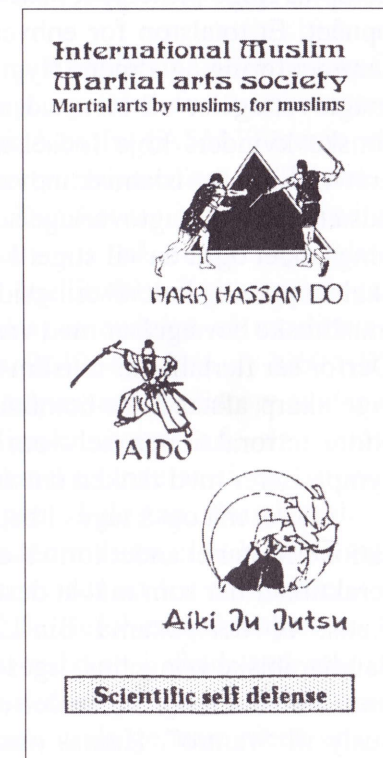 International Muslim
Martial arts society
Martial arts by muslims, for muslims
HARB HASSAN DO
IAIDO
Aiki Ju Jutsu
Scientific self defense